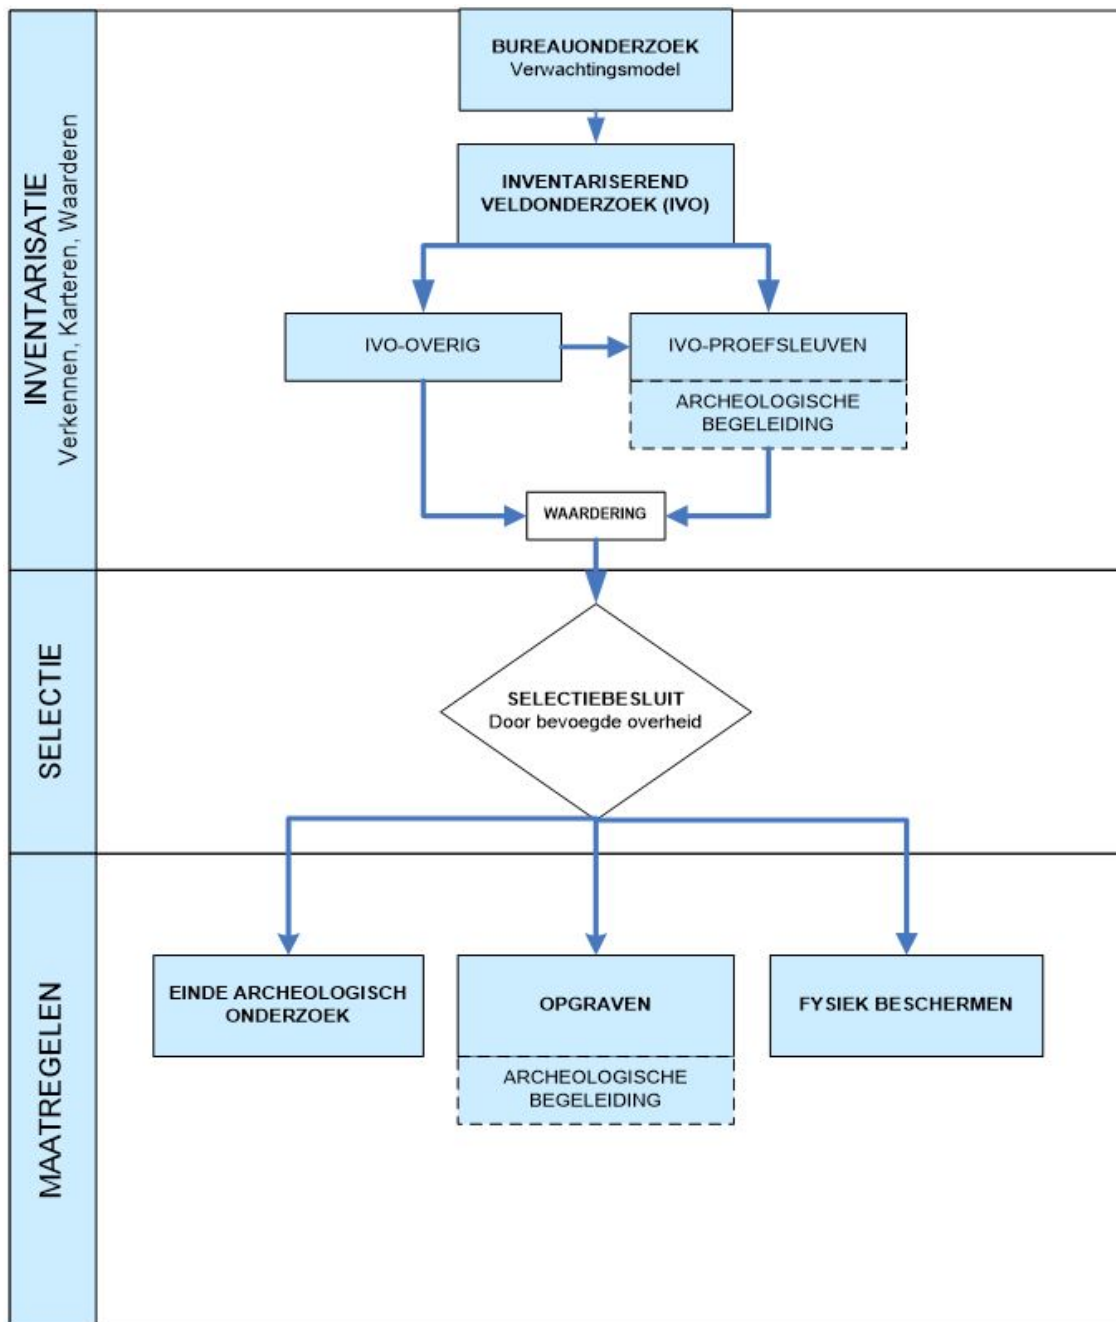 INVENTARISATIE
Verkennen, Karteren, Waarderen
BUREAUONDERZOEK
Verwachtingsmodel
INVENTARISEREND
VELDONDERZOEK (IVO)
IVO-OVERIG
IVO-PROEFSLEUVEN
ARCHEOLOGISCHE
BEGELEIDING
WAARDERING
SELECTIE
SELECTIEBESLUIT
Door bevoegde overheid
MAATREGELEN
EINDE ARCHEOLOGISCH
ONDERZOEK
OPGRAVEN
ARCHEOLOGISCHE
BEGELEIDING
FYSIEK BESCHERMEN